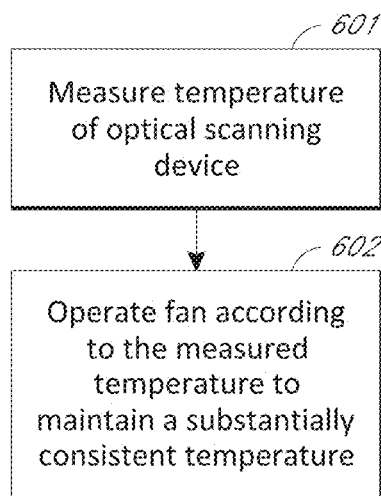 601
Measure temperature
of optical scanning
device
602
Operate fan according
to the measured
temperature to
maintain a substantially
consistent temperature